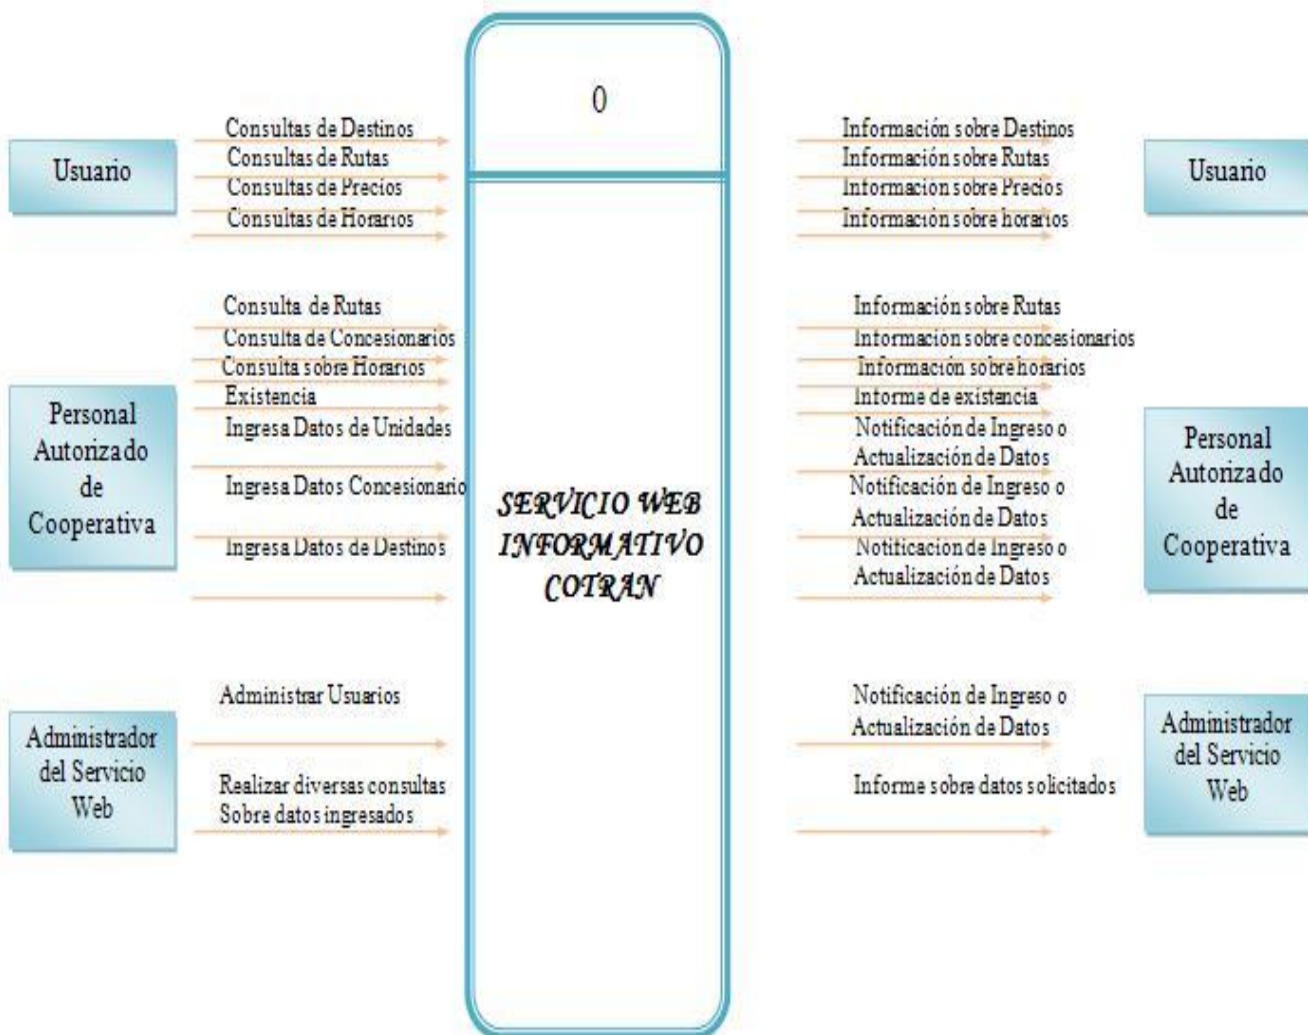 0
Usuario
Consultas de Destinos
Consultas de Rutas
Consultas de Precios
Consultas de Horarios
Información sobre Destinos
Información sobre Rutas
Información sobre Precios
Información sobre horarios
Usuario
Personal
Autorizado
de
Cooperativa
Consulta de Rutas
Consulta de Concesionarios
Consulta sobre Horarios
Existencia
Ingresa Datos de Unidades
Ingresa Datos Concesionario
Ingresa Datos de Destinos
SERVICIO WEB
INFORMATIVO
COTRAN
Información sobre Rutas
Información sobre concesionarios
Información sobre horarios
Informe de existencia
Notificación de Ingreso o
Actualización de Datos
Notificación de Ingreso o
Actualización de Datos
Notificación de Ingreso o
Actualización de Datos
Personal
Autorizado
de
Cooperativa
Administrador
del Servicio
Web
Administrar Usuarios
Realizar diversas consultas
Sobre datos ingresados
Notificación de Ingreso o
Actualización de Datos
Informe sobre datos solicitados
Administrador
del Servicio
Web